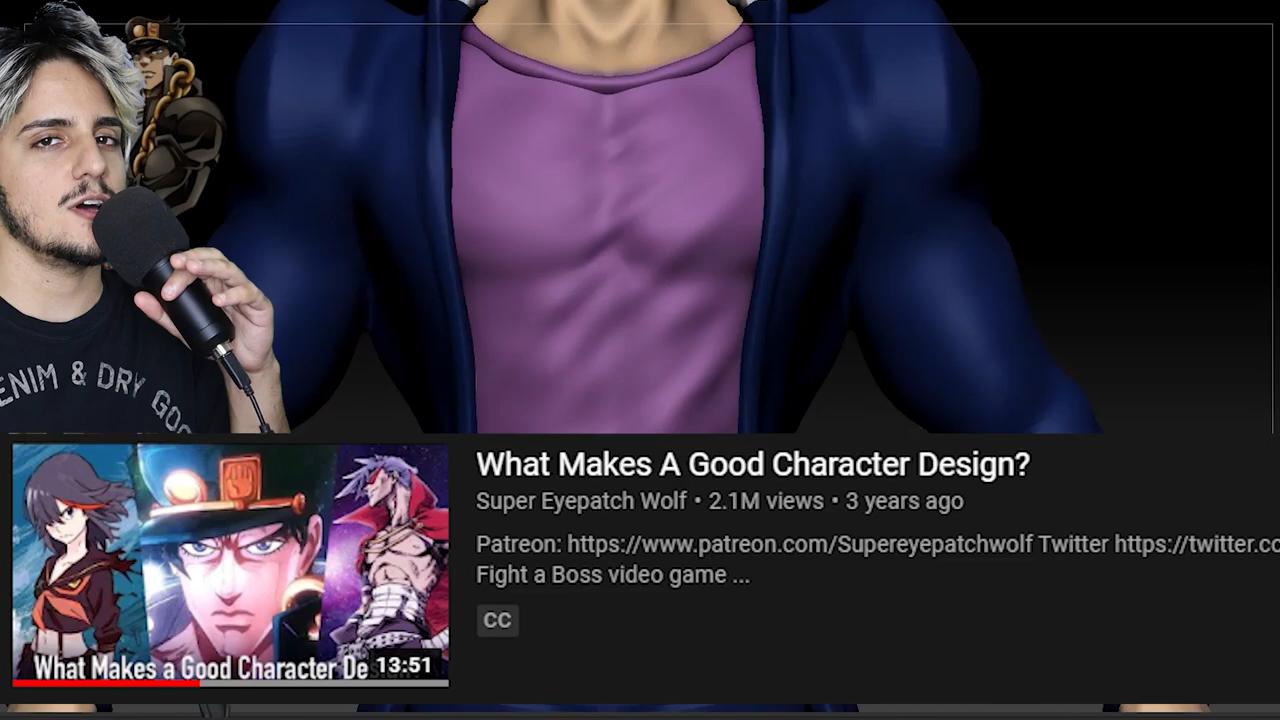 ENIM & DRY GOO
What Makes A Good Character Design?
Super Eyepatch Wolf • 2.1M views • 3 years ago
Patreon: https://www.patreon.com/Supereyepatchwolf Twitter https://twitter.co
Fight a Boss video game ...
CC
What Makes a Good Character De
13:51